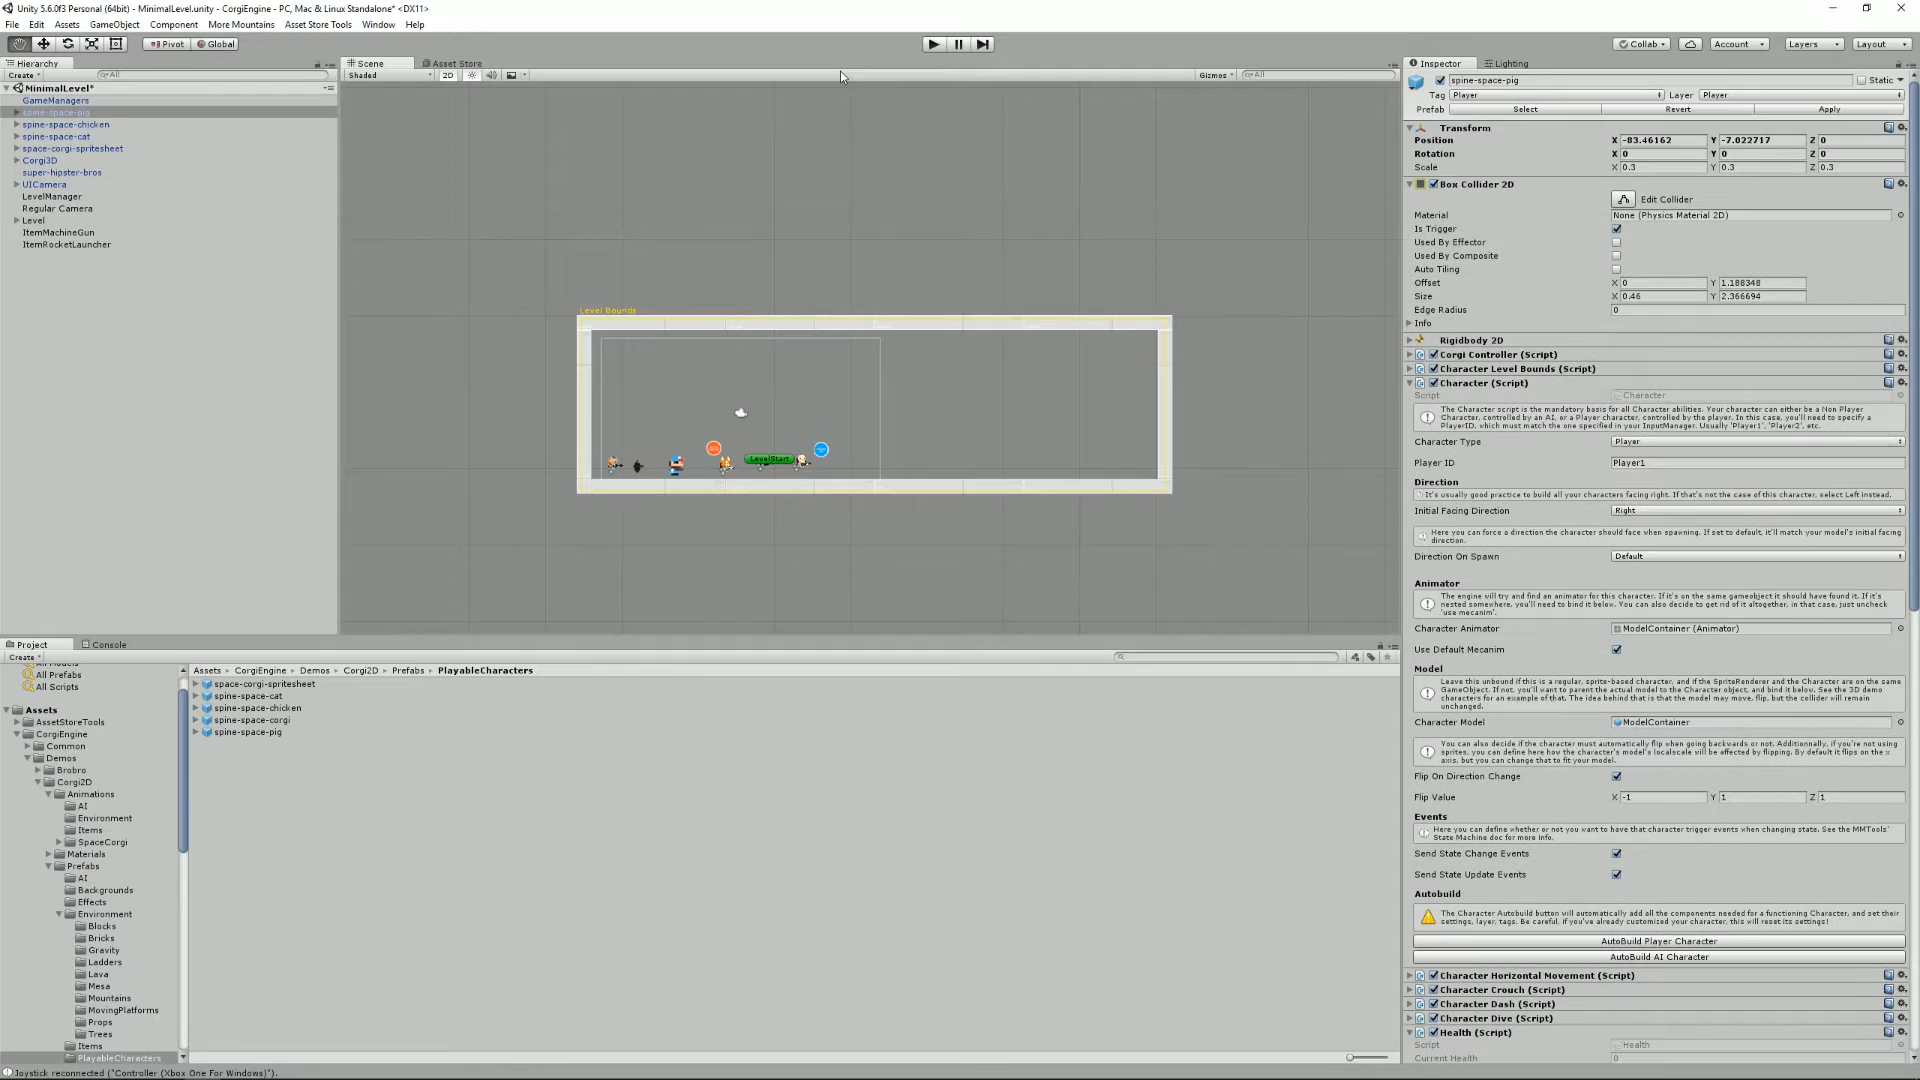 Unity 5.6.0f3 Personal (64bit) - MinimalLevel.unity - CorgiEngine - PC, Mac & Linux Standalone* <DX11>
File Edit Assets GameObject Component More Mountains Asset Store Tools Window Help
Pivot Global Collab Account Layers Layout
Hierarchy
Create All
MinimalLevel*
GameManagers
spine-space-pig
spine-space-chicken
spine-space-cat
space-corgi-spritesheet
Corgi3D
super-hipster-bros
UICamera
LevelManager
Regular Camera
Level
ItemMachineGun
ItemRocketLauncher
Scene Asset Store
Shaded 2D Gizmos All
Level Bounds
LevelStart
Project Console
Create
All Models
All Prefabs
All Scripts
Assets
AssetStoreTools
CorgiEngine
Common
Demos
Brobro
Corgi2D
Animations
AI
Environment
Items
SpaceCorgi
Materials
Prefabs
AI
Backgrounds
Effects
Environment
Blocks
Bricks
Gravity
Ladders
Lava
Mesa
Mountains
MovingPlatforms
Props
Trees
Items
PlayableCharacters
Assets CorgiEngine Demos Corgi2D Prefabs PlayableCharacters
space-corgi-spritesheet
spine-space-cat
spine-space-chicken
spine-space-corgi
spine-space-pig
Joystick reconnected ("Controller (Xbox One For Windows)").
Inspector Lighting
spine-space-pig Static
Tag Player Layer Player
Prefab Select Revert Apply
Transform
Position X -83.46162 Y -7.022717 Z 0
Rotation X 0 Y 0 Z 0
Scale X 0.3 Y 0.3 Z 0.3
Box Collider 2D
Edit Collider
Material None (Physics Material 2D)
Is Trigger
Used By Effector
Used By Composite
Auto Tiling
Offset X 0 Y 1.188348
Size X 0.46 Y 2.366694
Edge Radius 0
Info
Rigidbody 2D
Corgi Controller (Script)
Character Level Bounds (Script)
Character (Script)
Script Character
The Character script is the mandatory basis for all Character abilities. Your character can either be a Non Player
Character, controlled by an AI, or a Player character, controlled by the player. In this case, you'll need to specify a
PlayerID, which must match the one specified in your InputManager. Usually 'Player1', 'Player2', etc.
Character Type Player
Player ID Player1
Direction
It's usually good practice to build all your characters facing right. If that's not the case of this character, select Left instead.
Initial Facing Direction Right
Here you can force a direction the character should face when spawning. If set to default, it'll match your model's initial facing
direction.
Direction On Spawn Default
Animator
The engine will try and find an animator for this character. If it's on the same gameobject it should have found it. If it's
nested somewhere, you'll need to bind it below. You can also decide to get rid of it altogether, in that case, just uncheck
'use mecanim'.
Character Animator ModelContainer (Animator)
Use Default Mecanim
Model
Leave this unbound if this is a regular, sprite-based character, and if the SpriteRenderer and the Character are on the same
GameObject. If not, you'll want to parent the actual model to the Character object, and bind it below. See the 3D demo
characters for an example of that. The idea behind that is that the model may move, flip, but the collider will remain
unchanged.
Character Model ModelContainer
You can also decide if the character must automatically flip when going backwards or not. Additionnally, if you're not using
sprites, you can define here how the character's model's localscale will be affected by flipping. By default it flips on the x
axis, but you can change that to fit your model.
Flip On Direction Change
Flip Value X -1 Y 1 Z 1
Events
Here you can define whether or not you want to have that character trigger events when changing state. See the MMTools'
State Machine doc for more info.
Send State Change Events
Send State Update Events
Autobuild
The Character Autobuild button will automatically add all the components needed for a functioning Character, and set their
settings, layer, tags. Be careful, if you've already customized your character, this will reset its settings!
AutoBuild Player Character
AutoBuild AI Character
Character Horizontal Movement (Script)
Character Crouch (Script)
Character Dash (Script)
Character Dive (Script)
Health (Script)
Script Health
Current Health 0